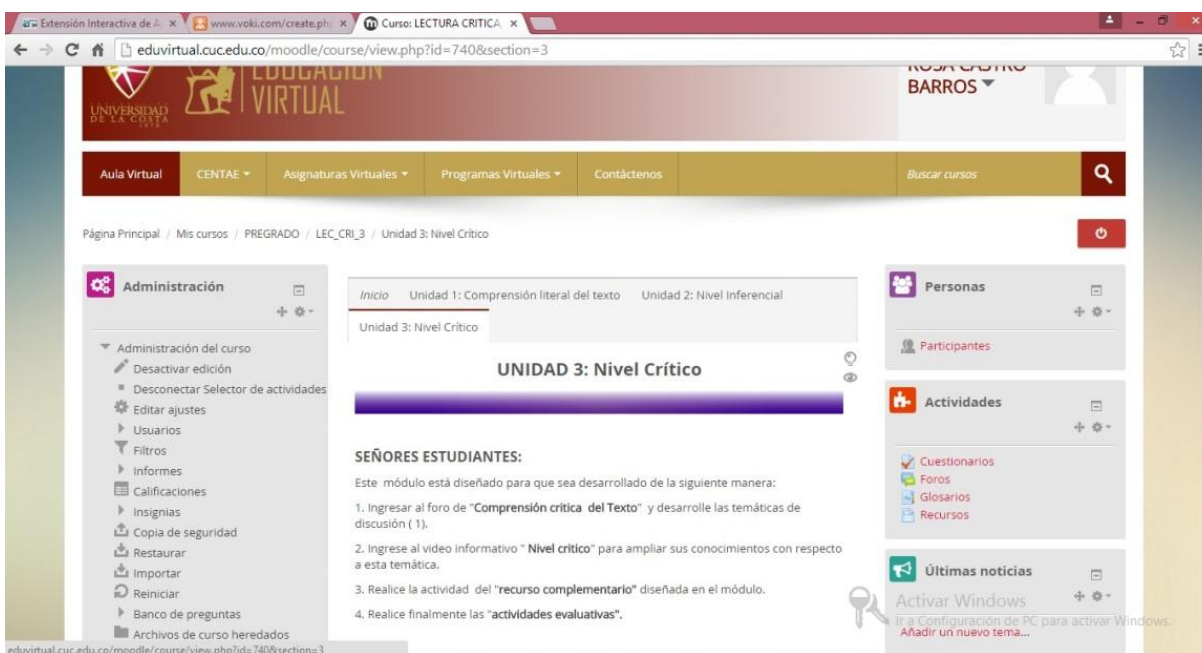 Extensión Interactiva de A
www.voki.com/create.ph
Curso: LECTURA CRITICA,
eduvirtual.cuc.edu.co/moodle/course/view.php?id=740&section=3
UNIVERSIDAD
DE LA COSTA
1970
EDUCACIÓN
VIRTUAL
ROSA CASTRO
BARROS
Aula Virtual
CENTAE
Asignaturas Virtuales
Programas Virtuales
Contáctenos
Buscar cursos
Página Principal / Mis cursos / PREGRADO / LEC_CRI_3 / Unidad 3: Nivel Crítico
Administración
Administración del curso
Desactivar edición
Desconectar Selector de actividades
Editar ajustes
Usuarios
Filtros
Informes
Calificaciones
Insignias
Copia de seguridad
Restaurar
Importar
Reiniciar
Banco de preguntas
Archivos de curso heredados
Inicio
Unidad 1: Comprensión literal del texto
Unidad 2: Nivel Inferencial
Unidad 3: Nivel Crítico
UNIDAD 3: Nivel Crítico
SEÑORES ESTUDIANTES:
Este módulo está diseñado para que sea desarrollado de la siguiente manera:
1. Ingresar al foro de "Comprensión critica del Texto" y desarrolle las temáticas de
discusión ( 1).
2. Ingrese al video informativo " Nivel critico" para ampliar sus conocimientos con respecto
a esta temática.
3. Realice la actividad del "recurso complementario" diseñada en el módulo.
4. Realice finalmente las "actividades evaluativas".
Personas
Participantes
Actividades
Cuestionarios
Foros
Glosarios
Recursos
Últimas noticias
Activar Windows
Ir a Configuración de PC para activar Windows.
Añadir un nuevo tema...
eduvirtual.cuc.edu.co/moodle/course/view.php?id=740&section=3